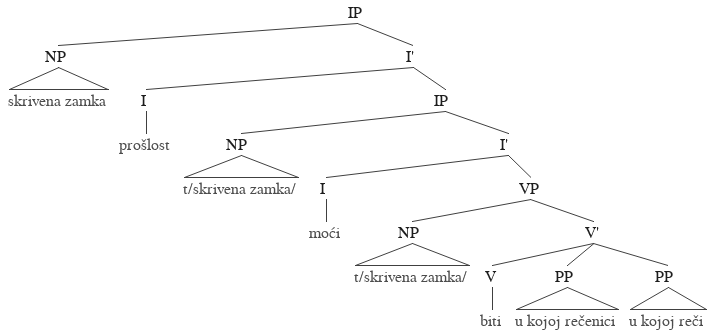 IP
NP I'
skrivena zamka I IP
prošlost NP I'
t/skrivena zamka/ I VP
moći NP V'
t/skrivena zamka/ V PP PP
biti u kojoj rečenici u kojoj reči